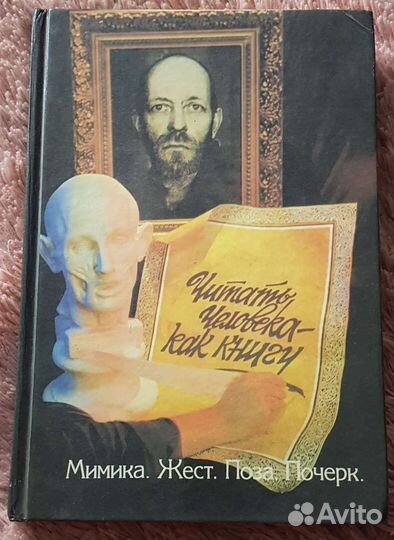 Читать
человека -
как книгу
Мимика. Жест. Поза. Почерк.
Avito